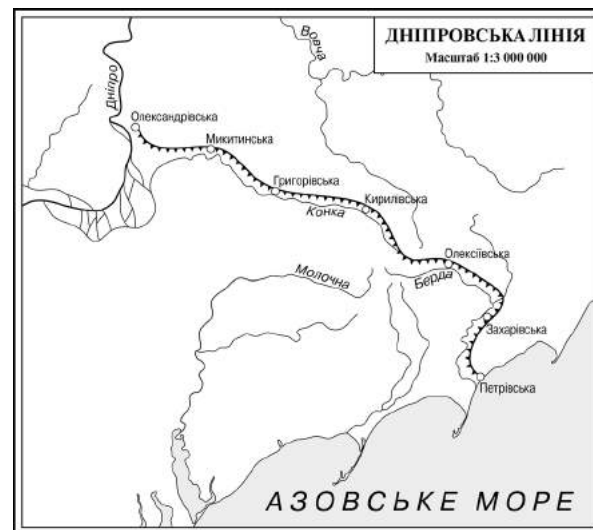 ДНІПРОВСЬКА ЛІНІЯ
Масштаб 1:3 000 000
Вовча
Дніпро
Олександрівська
Микитинська
Григорівська
Кирилівська
Конка
Олексіївська
Молочна
Берда
Захарівська
Петрівська
АЗОВСЬКЕ МОРЕ